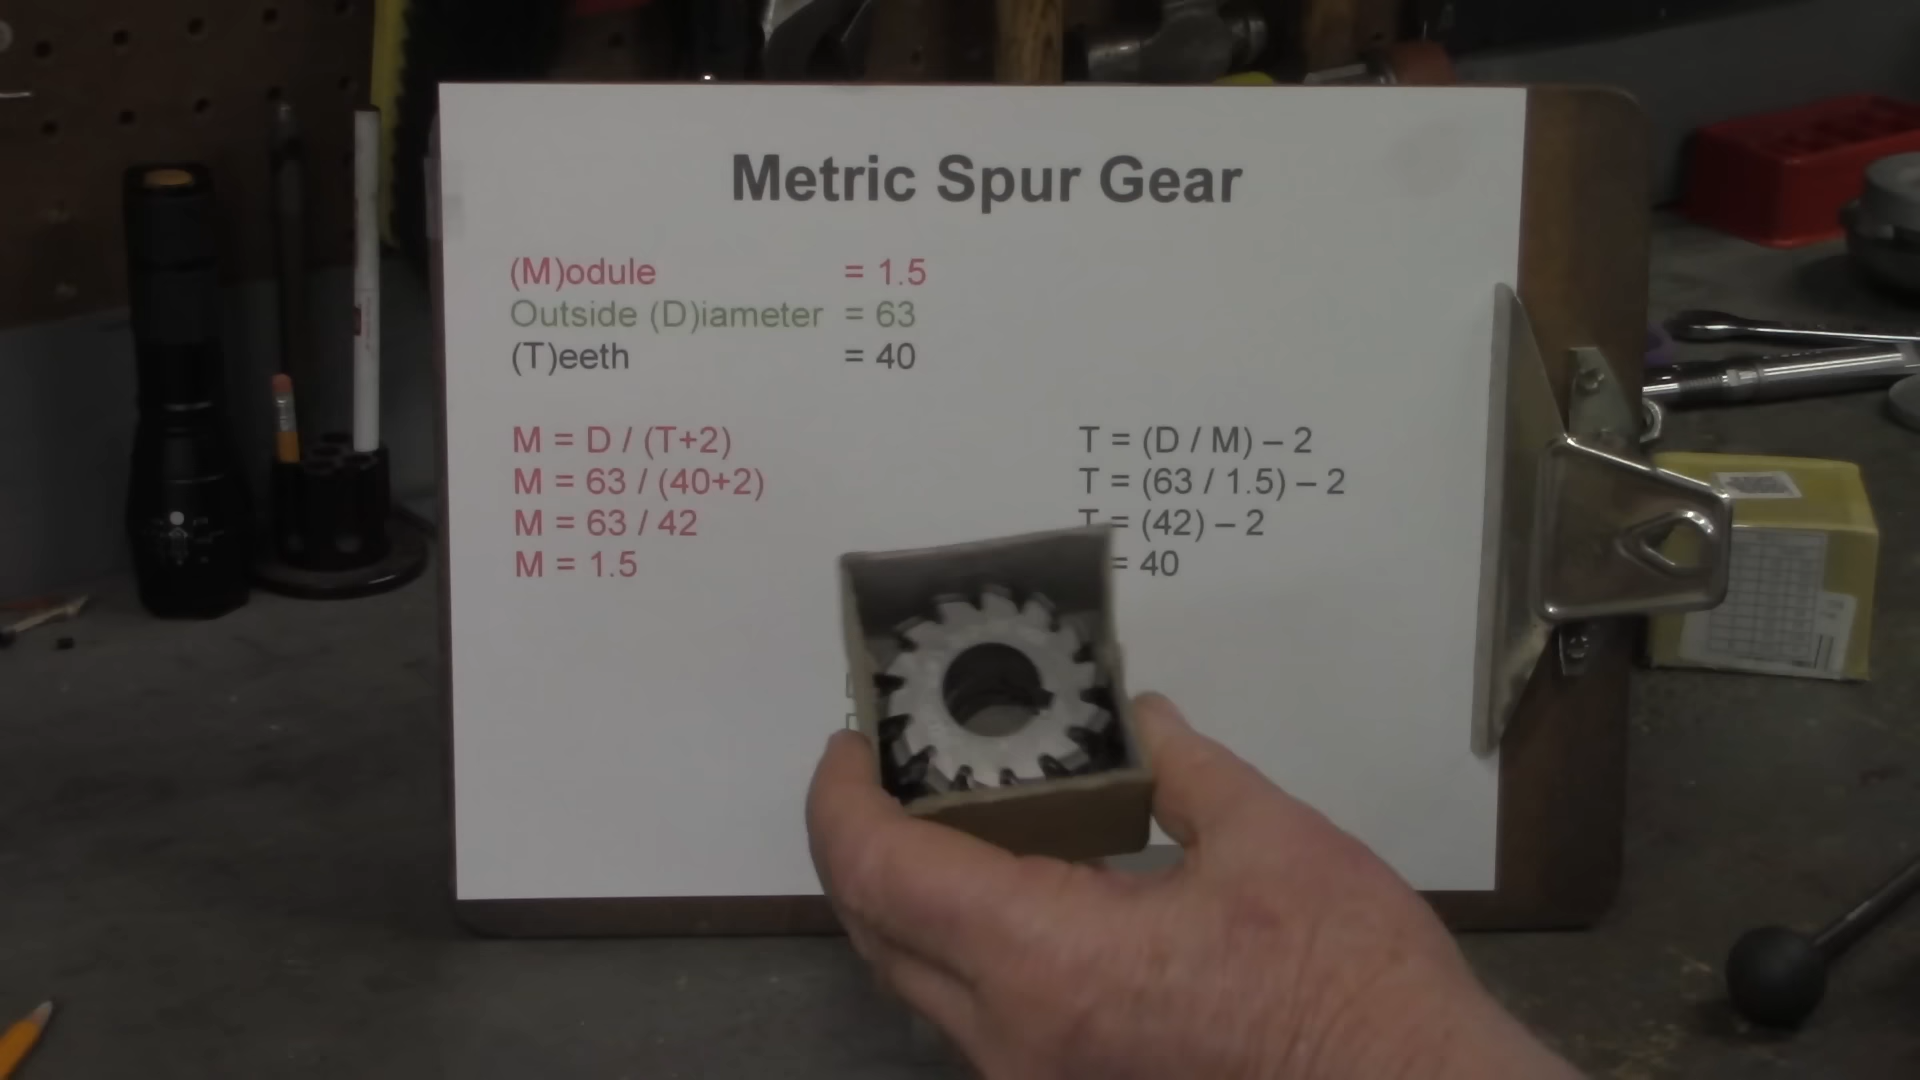 Metric Spur Gear
(M)odule = 1.5
Outside (D)iameter = 63
(T)eeth = 40
M = D / (T+2)
M = 63 / (40+2)
M = 63 / 42
M = 1.5
T = (D / M) – 2
T = (63 / 1.5) – 2
T = (42) – 2
= 40